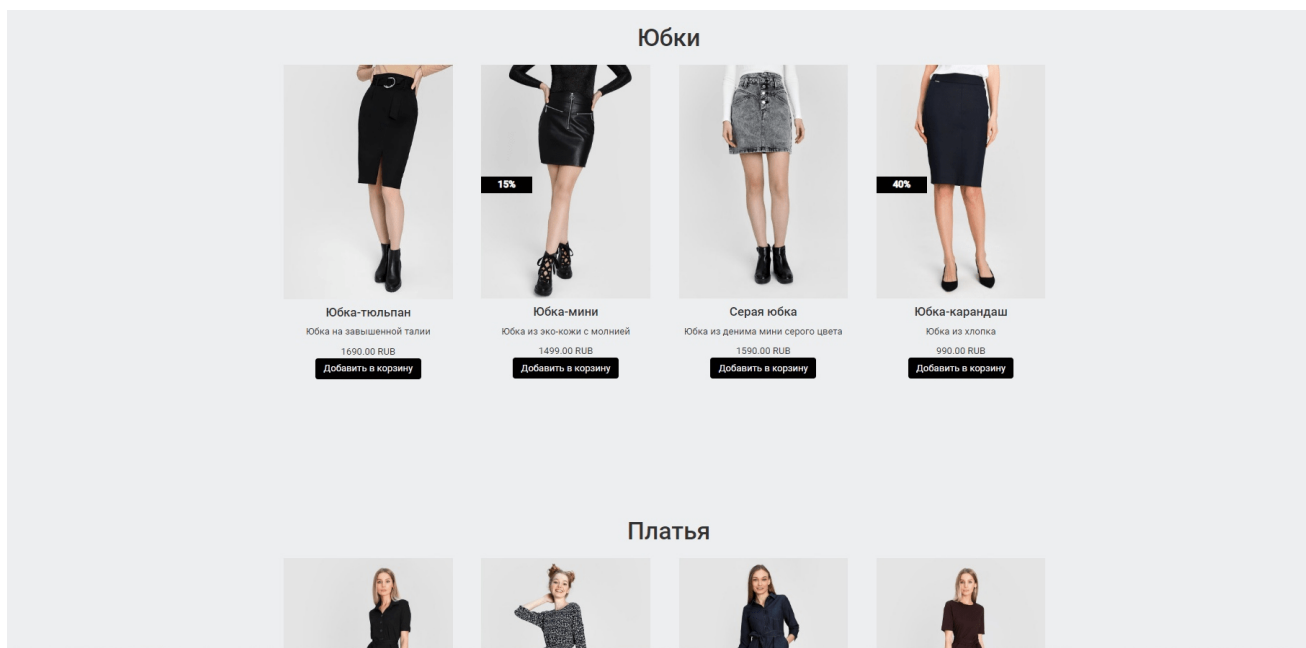 Юбки
15%
40%
Юбка-тюльпан
Юбка-мини
Серая юбка
Юбка-карандаш
Юбка на завышенной талии
Юбка из эко-кожи с молнией
Юбка из денима мини серого цвета
Юбка из хлопка
1690.00 RUB
1499.00 RUB
1590.00 RUB
990.00 RUB
Добавить в корзину
Добавить в корзину
Добавить в корзину
Добавить в корзину
Платья